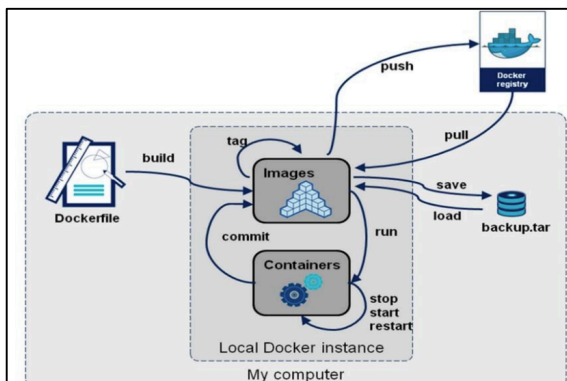 Docker
registry
push
pull
tag
build
Images
save
load
Dockerfile
backup.tar
commit
run
Containers
stop
start
restart
Local Docker instance
My computer